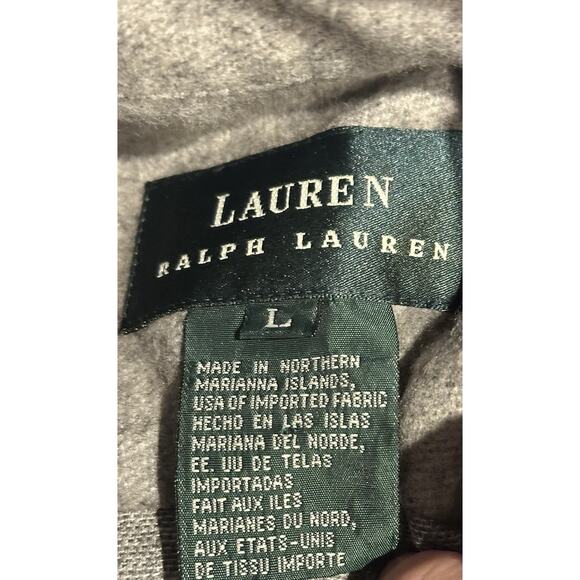 LAUREN
RALPH LAUREN
L
MADE IN NORTHERN
MARIANNA ISLANDS,
USA OF IMPORTED FABRIC
HECHO EN LAS ISLAS
MARIANA DEL NORDE,
EE. UU DE TELAS
IMPORTADAS
FAIT AUX ILES
MARIANES DU NORD,
AUX ETATS-UNIS
DE TISSU IMPORTE